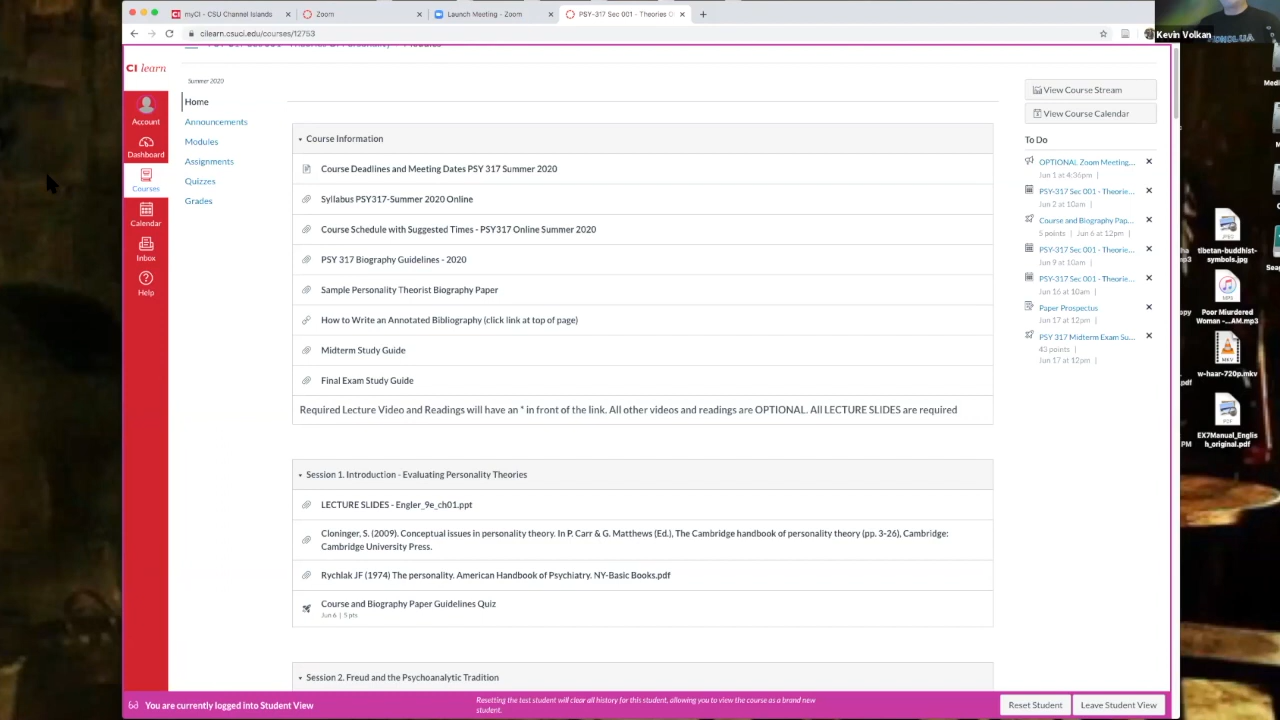 myCI - CSU Channel Islands
Zoom
Launch Meeting - Zoom
PSY-317 Sec 001 - Theories O
cilearn.csuci.edu/courses/12753
Kevin Volkan
CI learn
Account
Dashboard
Courses
Calendar
Inbox
Help
Summer 2020
Home
Announcements
Modules
Assignments
Quizzes
Grades
Course Information
Course Deadlines and Meeting Dates PSY 317 Summer 2020
Syllabus PSY317-Summer 2020 Online
Course Schedule with Suggested Times - PSY317 Online Summer 2020
PSY 317 Biography Guidelines - 2020
Sample Personality Theorist Biography Paper
How to Write an Annotated Bibliography (click link at top of page)
Midterm Study Guide
Final Exam Study Guide
Required Lecture Video and Readings will have an * in front of the link. All other videos and readings are OPTIONAL. All LECTURE SLIDES are required
Session 1. Introduction - Evaluating Personality Theories
LECTURE SLIDES - Engler_9e_ch01.ppt
Cloninger, S. (2009). Conceptual issues in personality theory. In P. Carr & G. Matthews (Ed.), The Cambridge handbook of personality theory (pp. 3-26), Cambridge:
Cambridge University Press.
Rychlak JF (1974) The personality. American Handbook of Psychiatry. NY-Basic Books.pdf
Course and Biography Paper Guidelines Quiz
Jun 6 | 5 pts
Session 2. Freud and the Psychoanalytic Tradition
View Course Stream
View Course Calendar
To Do
OPTIONAL Zoom Meeting,...
Jun 1 at 4:36pm |
PSY-317 Sec 001 - Theorie...
Jun 2 at 10am |
Course and Biography Pap...
5 points | Jun 6 at 12pm |
PSY-317 Sec 001 - Theorie...
Jun 9 at 10am |
PSY-317 Sec 001 - Theorie...
Jun 16 at 10am |
Paper Prospectus
Jun 17 at 12pm |
PSY 317 Midterm Exam Su...
43 points |
Jun 17 at 12pm |
tibetan-buddhist-
symbols.jpg
Poor Miurdered
Woman - ...AM.mp3
w-haar-720p.mkv
EX7Manual_Englis
h_original.pdf
You are currently logged into Student View
Resetting the test student will clear all history for this student, allowing you to view the course as a brand new
student.
Reset Student
Leave Student View